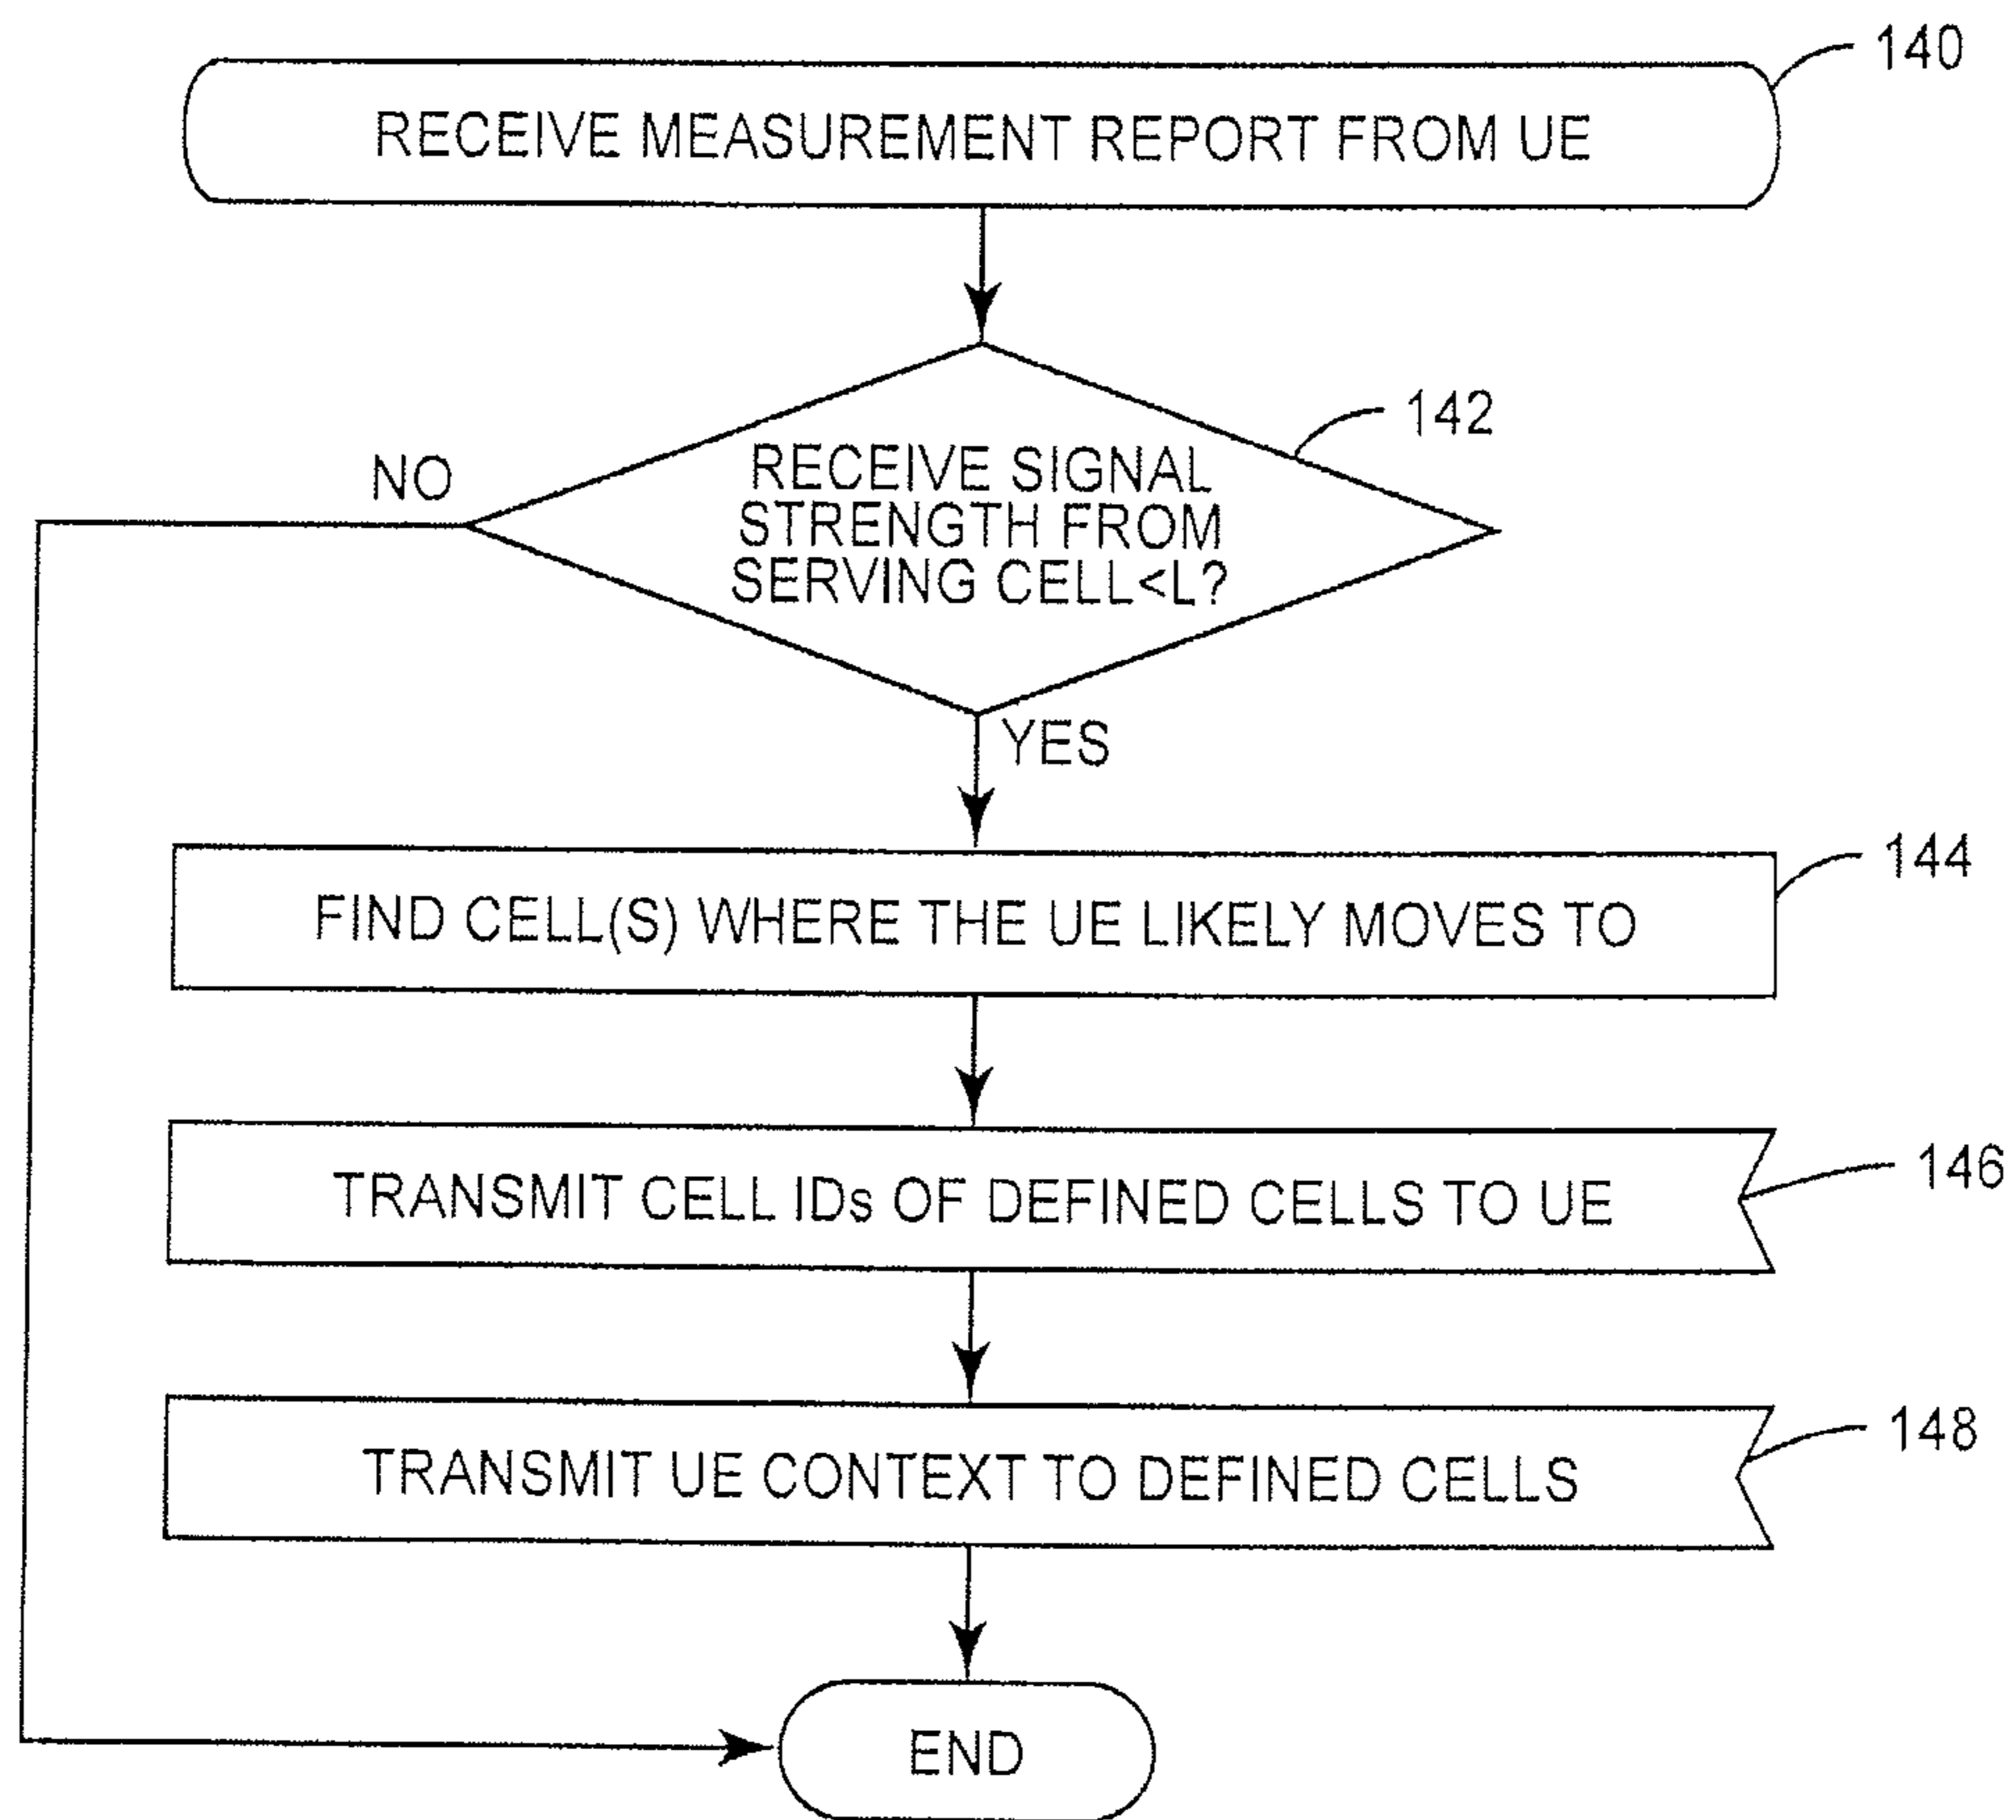 140
RECEIVE MEASUREMENT REPORT FROM UE
142
NO
RECEIVE SIGNAL
STRENGTH FROM
SERVING CELL<L?
YES
144
FIND CELL(S) WHERE THE UE LIKELY MOVES TO
146
TRANSMIT CELL IDs OF DEFINED CELLS TO UE
148
TRANSMIT UE CONTEXT TO DEFINED CELLS
END